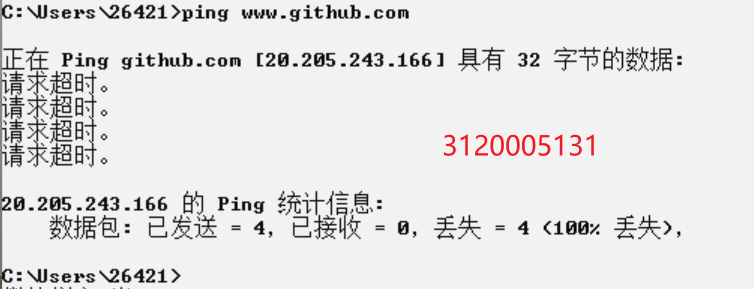 C:\Users\26421>ping www.github.com
正在 Ping github.com [20.205.243.166] 具有 32 字节的数据:
请求超时。
请求超时。
请求超时。
3120005131
请求超时。
20.205.243.166 的 Ping 统计信息:
数据包: 已发送 = 4，已接收 = 0，丢失 = 4 (100% 丢失)，
C:\Users\26421>